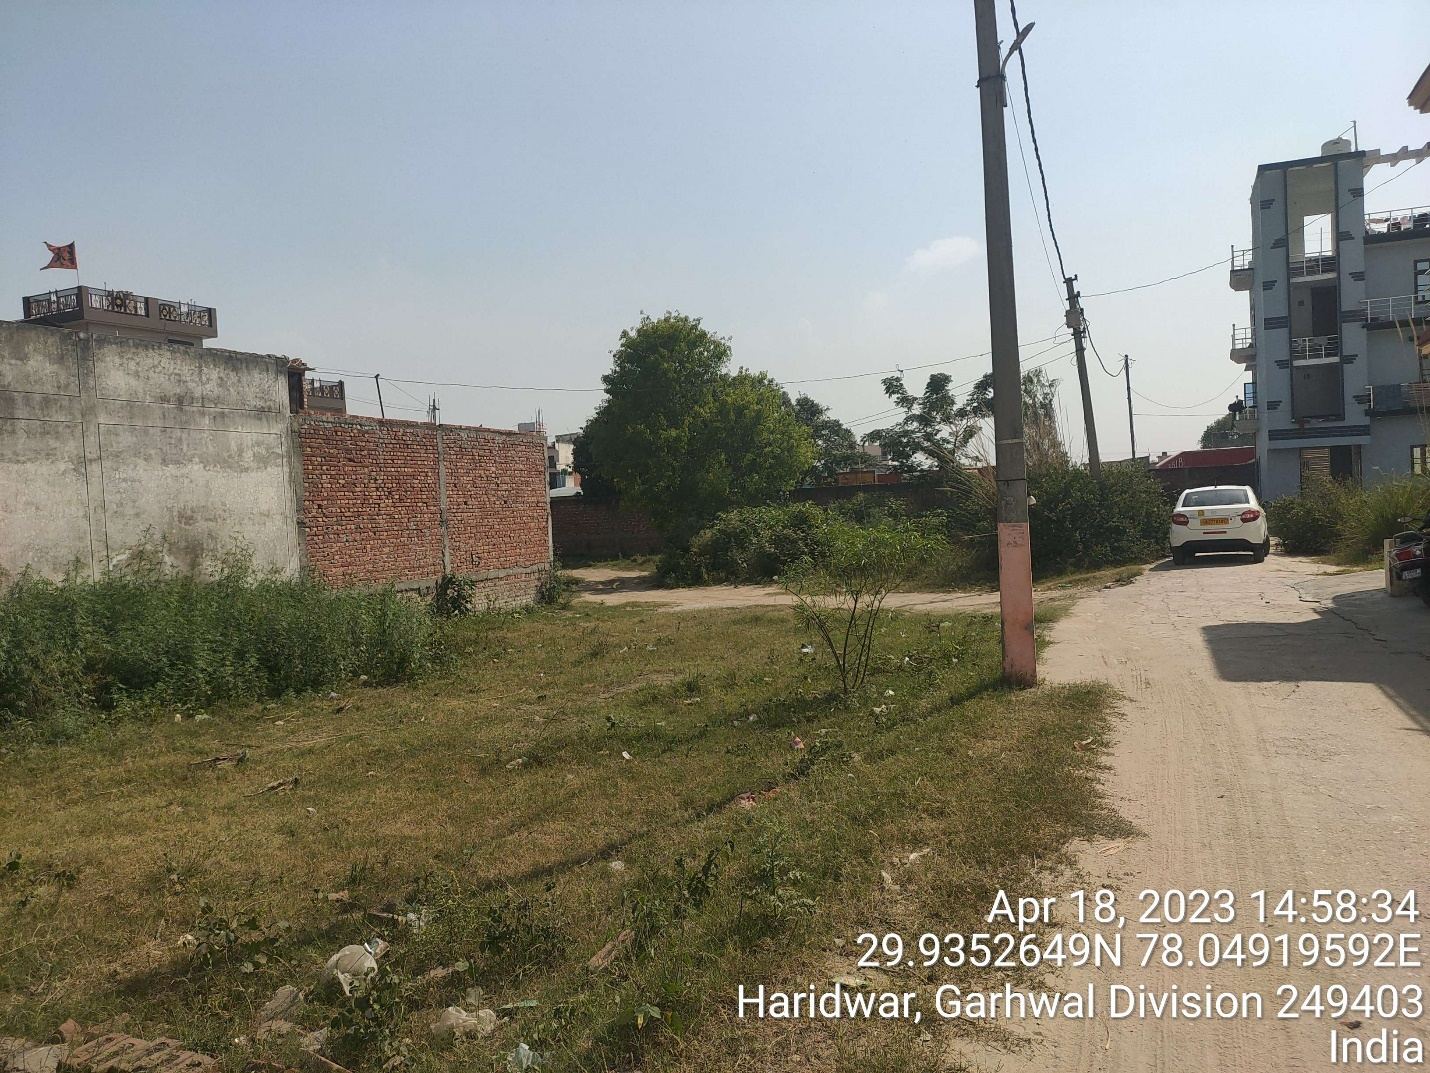 Apr 18, 2023 14:58:34
29.9352649N 78.04919592E
Haridwar, Garhwal Division 249403
India